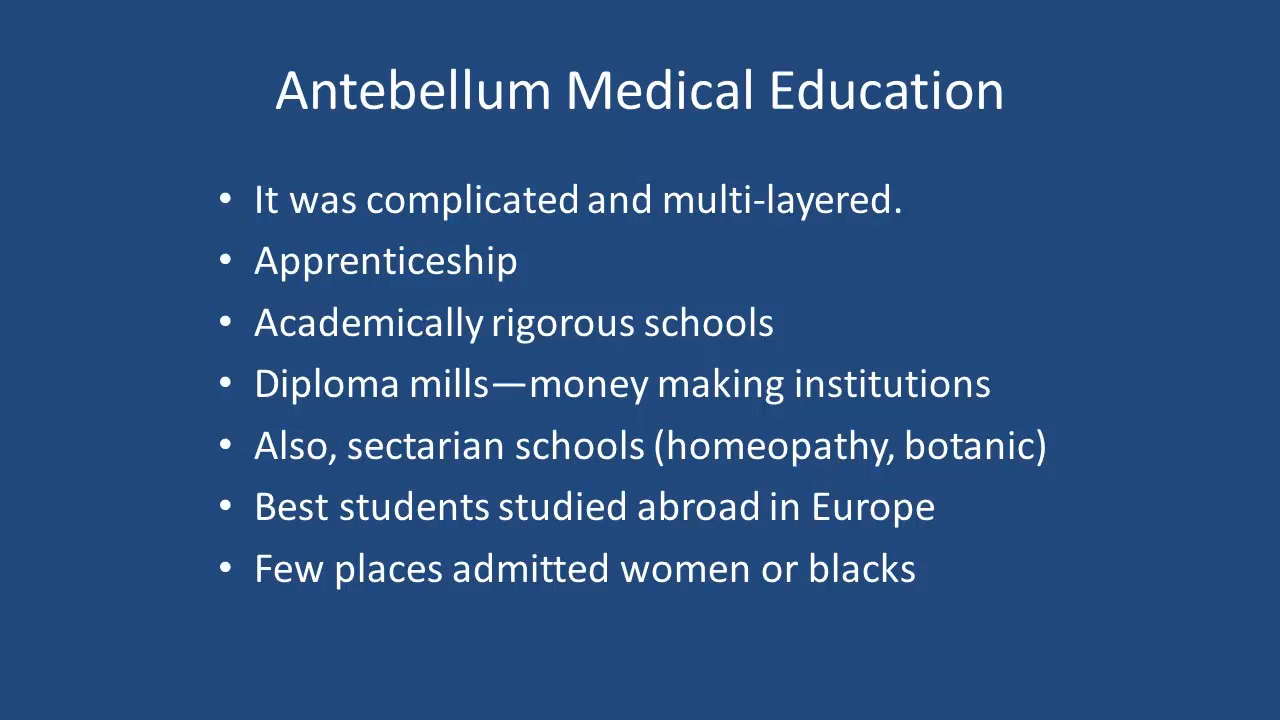 Antebellum Medical Education
• It was complicated and multi-layered.
• Apprenticeship
• Academically rigorous schools
• Diploma mills—money making institutions
• Also, sectarian schools (homeopathy, botanic)
• Best students studied abroad in Europe
• Few places admitted women or blacks